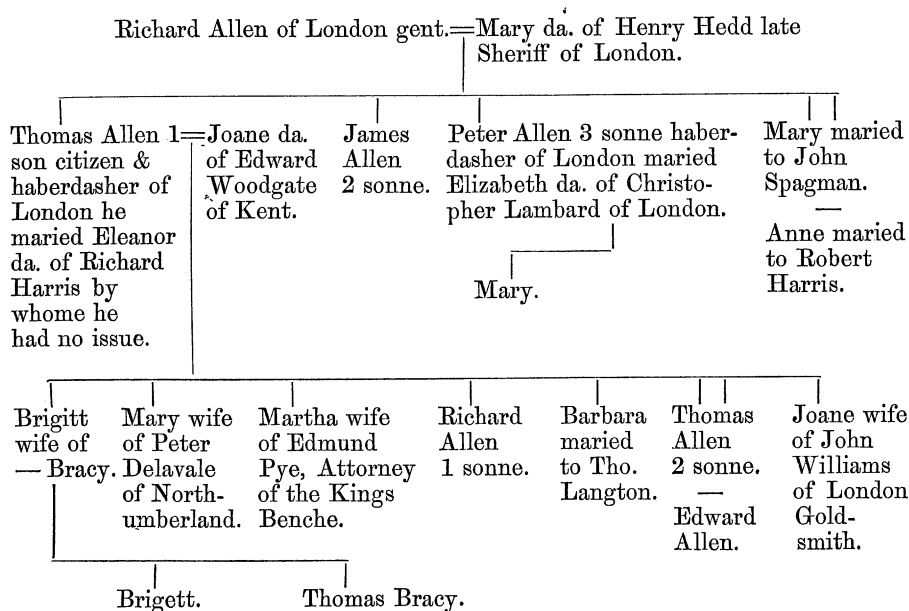 Richard Allen of London gent.=Mary da. of Henry Hedd late
Sheriff of London.
Thomas Allen 1=Joane da.
son citizen & of Edward
haberdasher of Woodgate
London he of Kent.
maried Eleanor
da. of Richard
Harris by
whome he
had no issue.
James
Allen
2 sonne.
Peter Allen 3 sonne haber-
dasher of London maried
Elizabeth da. of Christo-
pher Lambard of London.
Mary maried
to John
Spagman.
—
Anne maried
to Robert
Harris.
Mary.
Brigitt
wife of
— Bracy.
Mary wife
of Peter
Delavale
of North-
umberland.
Martha wife
of Edmund
Pye, Attorney
of the Kings
Benche.
Richard
Allen
1 sonne.
Barbara
maried
to Tho.
Langton.
Thomas
Allen
2 sonne.
—
Edward
Allen.
Joane wife
of John
Williams
of London
Gold-
smith.
Brigett.
Thomas Bracy.